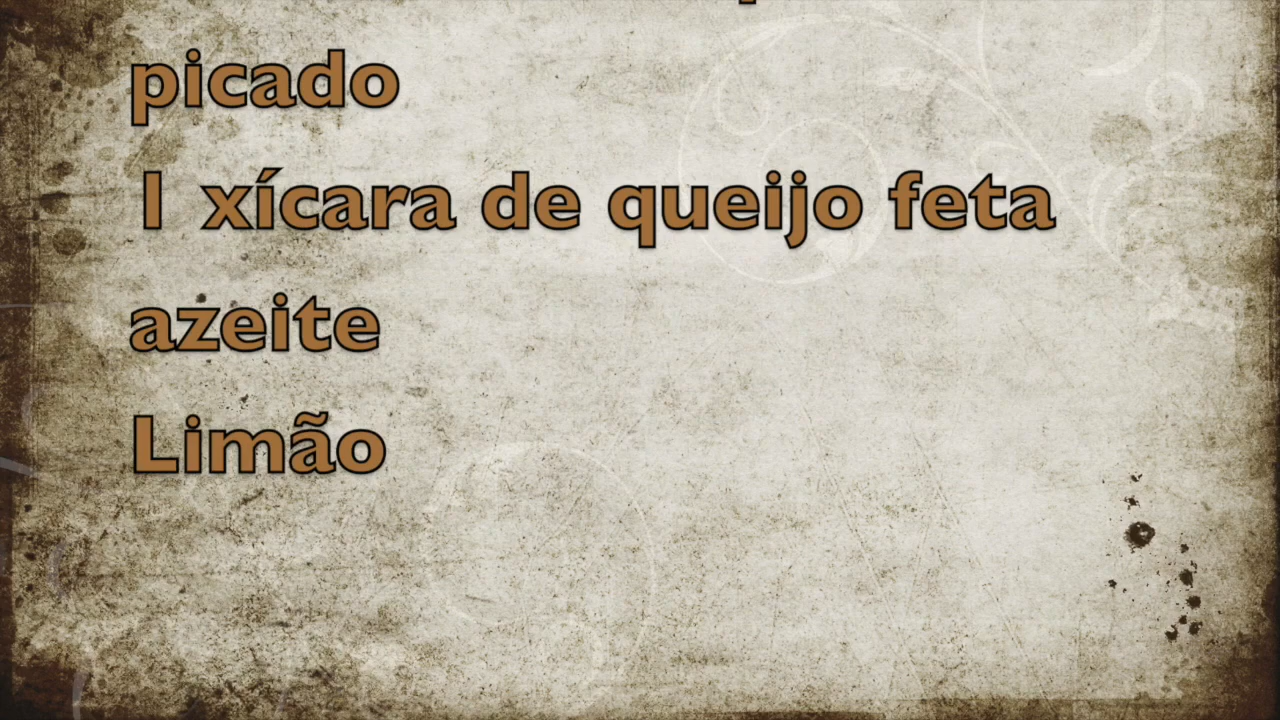 picado
1 xícara de queijo feta
azeite
Limão